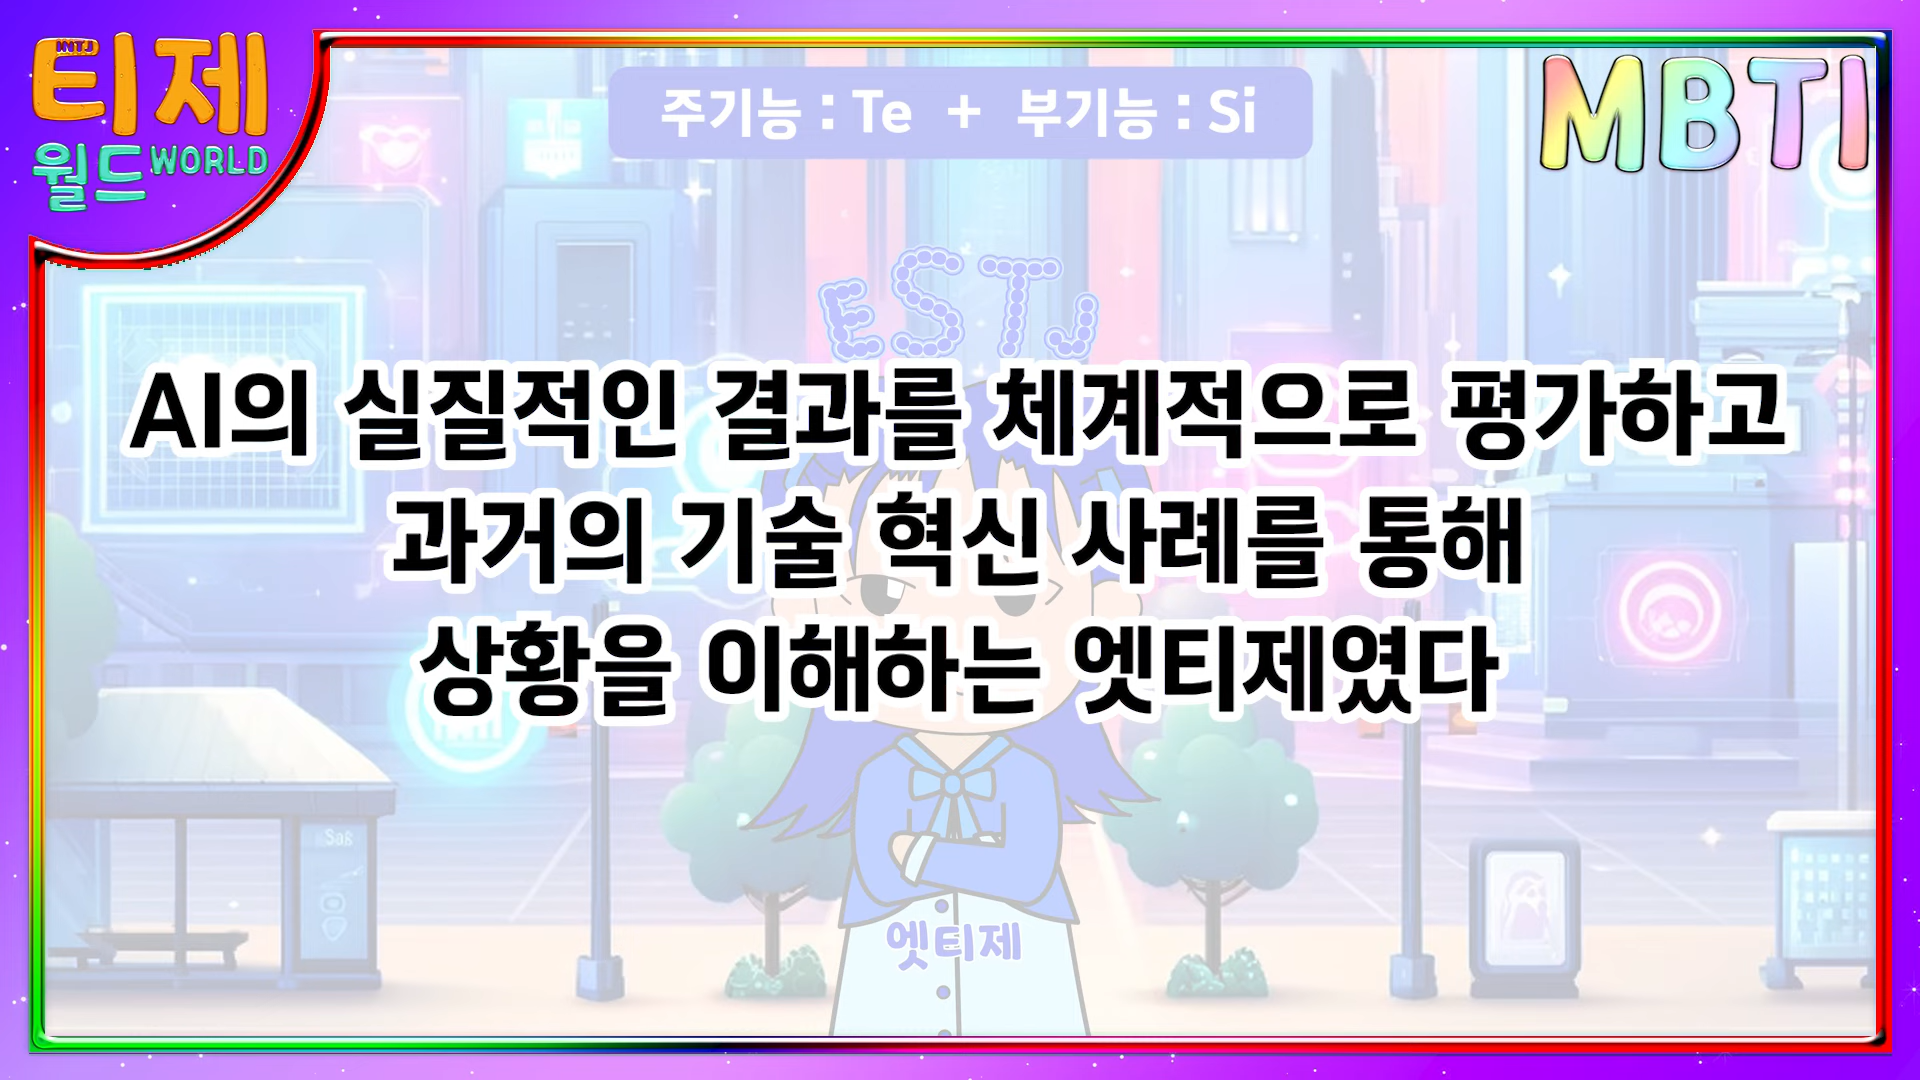 INTJ
티제
월드 WORLD
주기능 : Te + 부기능 : Si
MBTI
ESTJ
AI의 실질적인 결과를 체계적으로 평가하고
과거의 기술 혁신 사례를 통해
상황을 이해하는 엣티제였다
엣티제